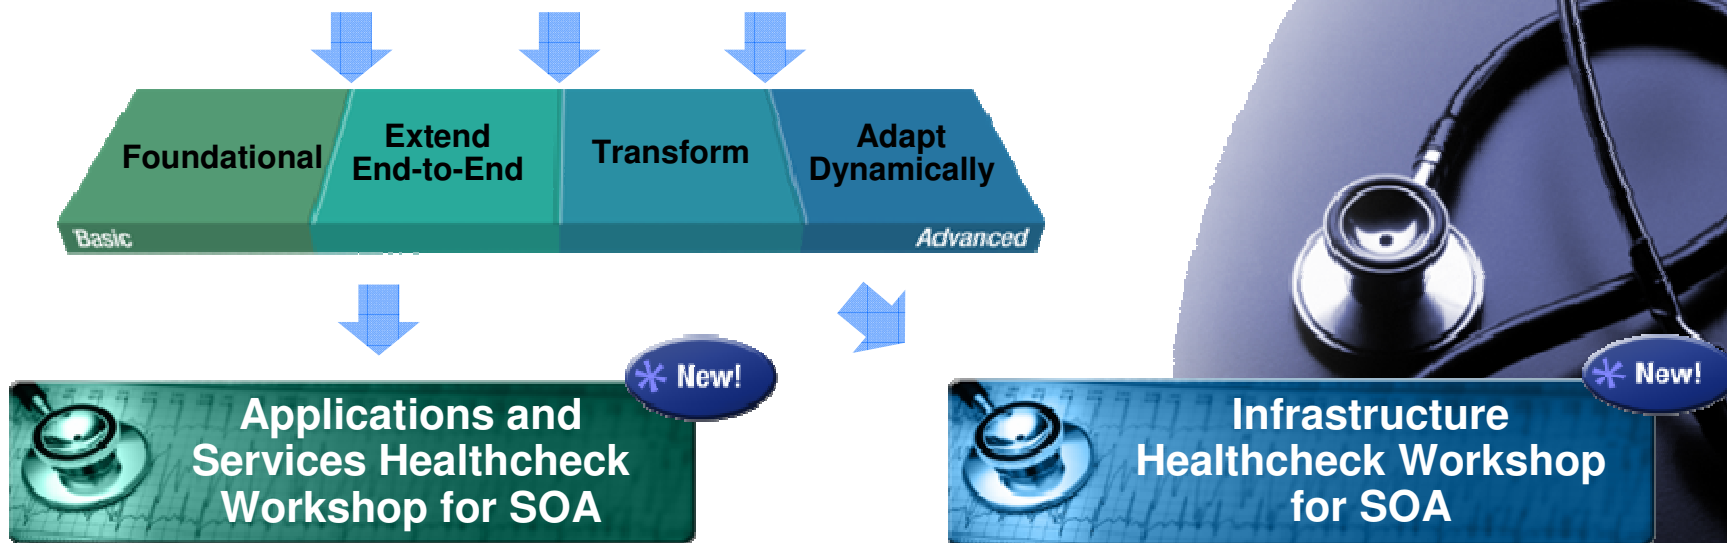 Foundational
Extend
End-to-End
Transform
Adapt
Dynamically
Basic
Advanced
* New!
Applications and
Services Healthcheck
Workshop for SOA
* New!
Infrastructure
Healthcheck Workshop
for SOA